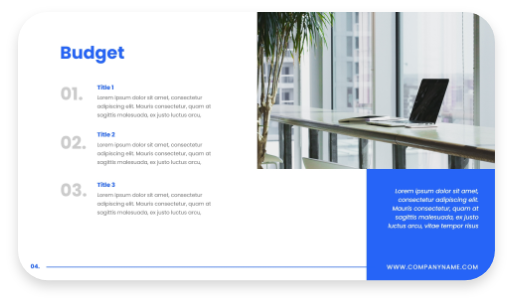 Budget
01.
Title 1
Lorem ipsum dolor sit amet, consectetur
adipiscing elit. Mauris consectetur, quam at
sagittis malesuada, ex justo luctus arcu,
02.
Title 2
Lorem ipsum dolor sit amet, consectetur
adipiscing elit. Mauris consectetur, quam at
sagittis malesuada, ex justo luctus arcu,
03.
Title 3
Lorem ipsum dolor sit amet, consectetur
adipiscing elit. Mauris consectetur, quam at
sagittis malesuada, ex justo luctus arcu,
Lorem ipsum dolor sit amet,
consectetur adipiscing elit.
Mauris consectetur, quam at
sagittis malesuada, ex justo
luctus arcu, vitae tempor risus
04.
WWW.COMPANYNAME.COM